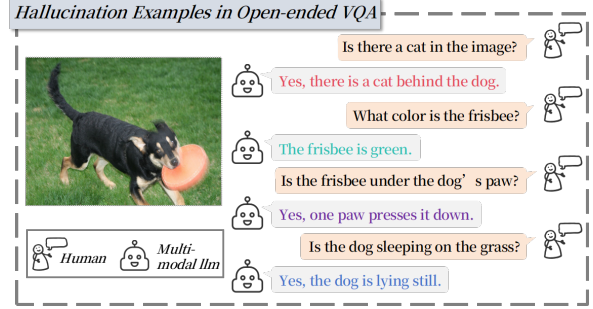 Hallucination Examples in Open-ended VQA
Is there a cat in the image?
Yes, there is a cat behind the dog.
What color is the frisbee?
The frisbee is green.
Is the frisbee under the dog’s paw?
Yes, one paw presses it down.
Is the dog sleeping on the grass?
Yes, the dog is lying still.
Human
Multi-
modal llm